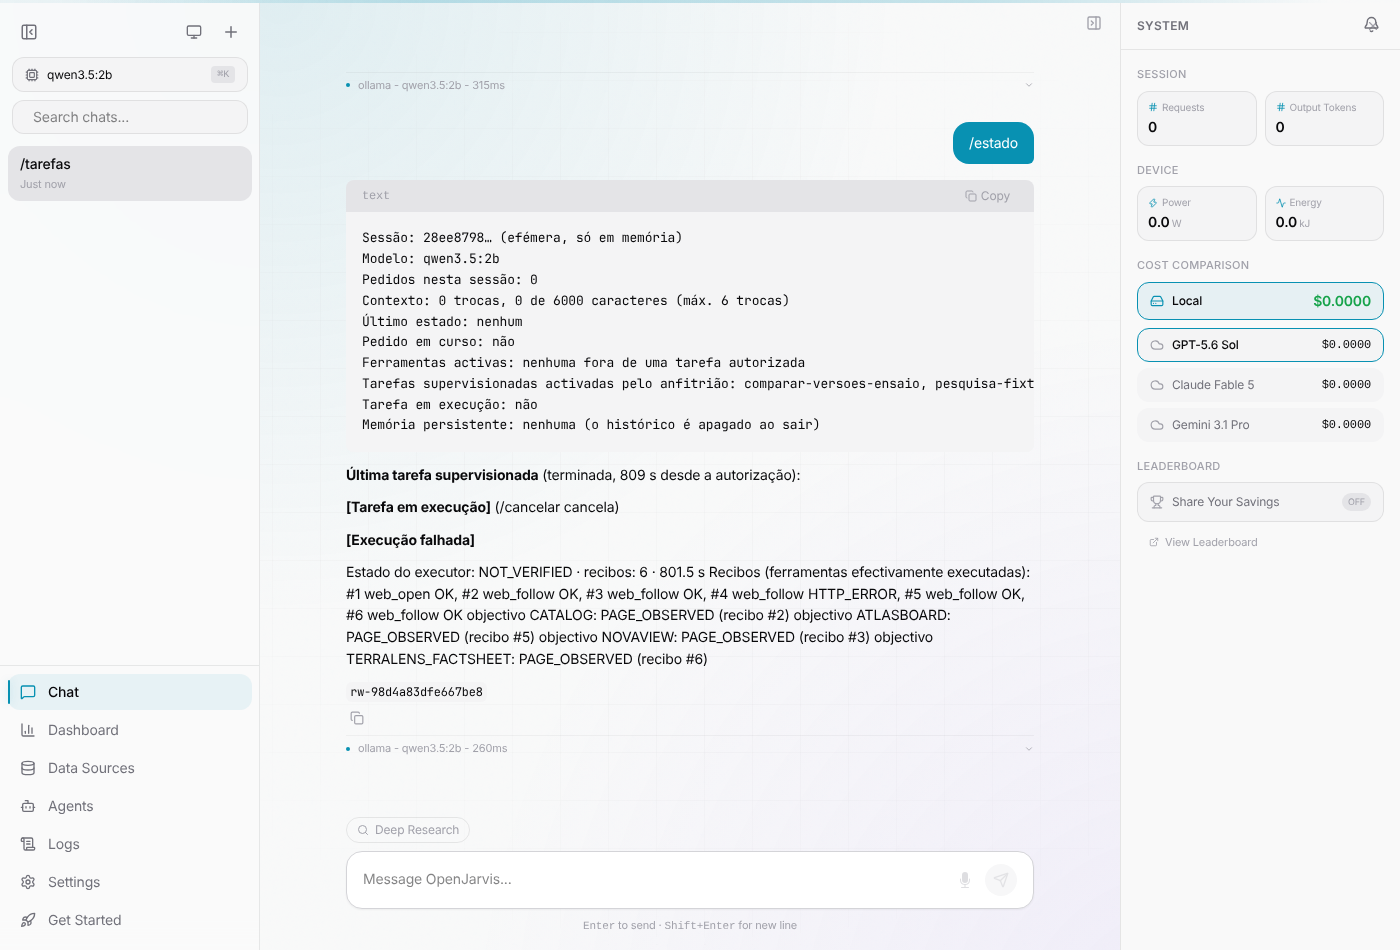 qwen3.5:2b
⌘K
Search chats...
/tarefas
Just now
Chat
Dashboard
Data Sources
Agents
Logs
Settings
Get Started
ollama - qwen3.5:2b - 315ms
/estado
text
Copy
Sessão: 28ee8798… (efémera, só em memória)
Modelo: qwen3.5:2b
Pedidos nesta sessão: 0
Contexto: 0 trocas, 0 de 6000 caracteres (máx. 6 trocas)
Último estado: nenhum
Pedido em curso: não
Ferramentas activas: nenhuma fora de uma tarefa autorizada
Tarefas supervisionadas activadas pelo anfitrião: comparar-versoes-ensaio, pesquisa-fixt
Tarefa em execução: não
Memória persistente: nenhuma (o histórico é apagado ao sair)
Última tarefa supervisionada (terminada, 809 s desde a autorização):
[Tarefa em execução] (/cancelar cancela)
[Execução falhada]
Estado do executor: NOT_VERIFIED · recibos: 6 · 801.5 s Recibos (ferramentas efectivamente executadas):
#1 web_open OK, #2 web_follow OK, #3 web_follow OK, #4 web_follow HTTP_ERROR, #5 web_follow OK,
#6 web_follow OK objectivo CATALOG: PAGE_OBSERVED (recibo #2) objectivo ATLASBOARD:
PAGE_OBSERVED (recibo #5) objectivo NOVAVIEW: PAGE_OBSERVED (recibo #3) objectivo
TERRALENS_FACTSHEET: PAGE_OBSERVED (recibo #6)
rw-98d4a83dfe667be8
ollama - qwen3.5:2b - 260ms
Deep Research
Message OpenJarvis...
Enter to send · Shift+Enter for new line
SYSTEM
SESSION
# Requests
0
# Output Tokens
0
DEVICE
Power
0.0 W
Energy
0.0 kJ
COST COMPARISON
Local $0.0000
GPT-5.6 Sol $0.0000
Claude Fable 5 $0.0000
Gemini 3.1 Pro $0.0000
LEADERBOARD
Share Your Savings OFF
View Leaderboard